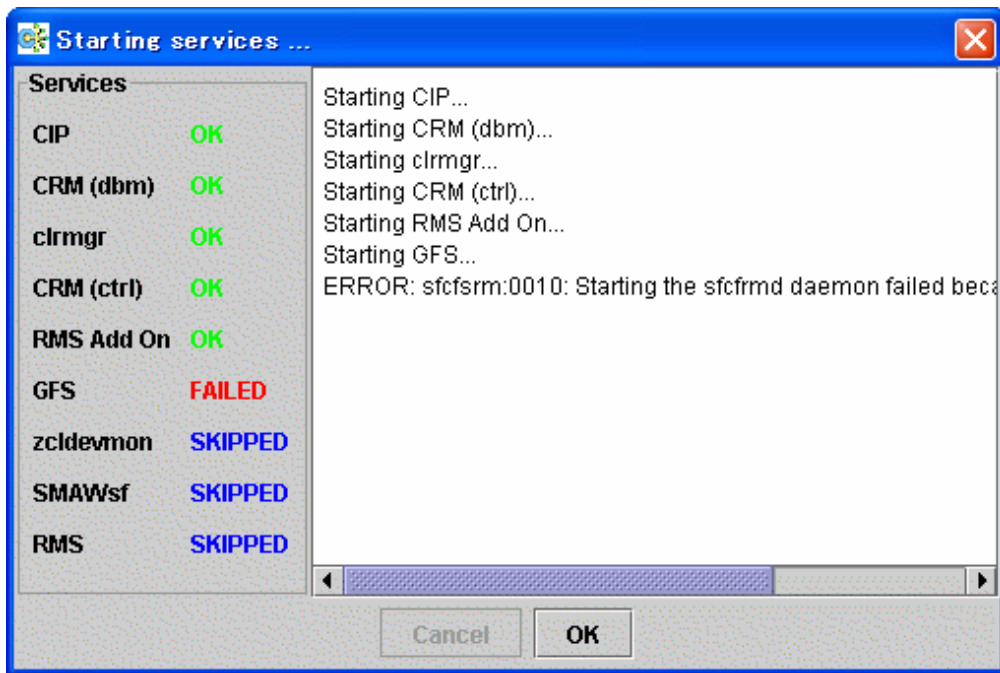 Starting services ...
Services
CIP OK
CRM (dbm) OK
clrmgr OK
CRM (ctrl) OK
RMS Add On OK
GFS FAILED
zcldevmon SKIPPED
SMAWsf SKIPPED
RMS SKIPPED
Starting CIP...
Starting CRM (dbm)...
Starting clrmgr...
Starting CRM (ctrl)...
Starting RMS Add On...
Starting GFS...
ERROR: sfcfsrm:0010: Starting the sfcfrmd daemon failed beca
Cancel OK